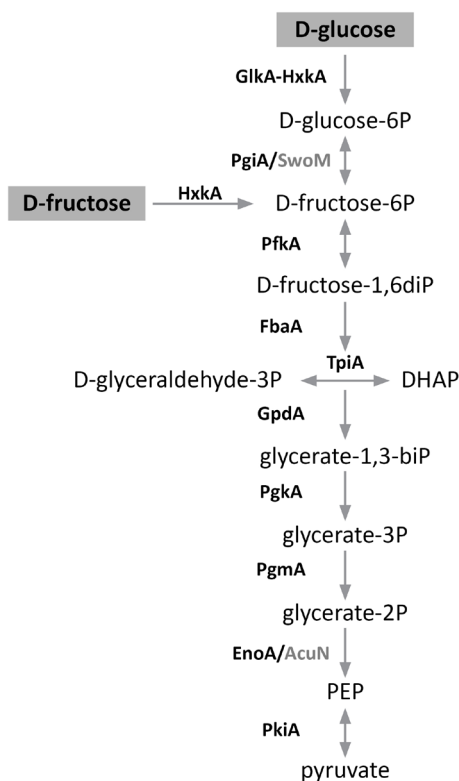 D-glucose
GlkA-HxkA
D-glucose-6P
PgiA/SwoM
D-fructose
HxkA
D-fructose-6P
PfkA
D-fructose-1,6diP
FbaA
TpiA
D-glyceraldehyde-3P
DHAP
GpdA
glycerate-1,3-biP
PgkA
glycerate-3P
PgmA
glycerate-2P
EnoA/AcuN
PEP
PkiA
pyruvate